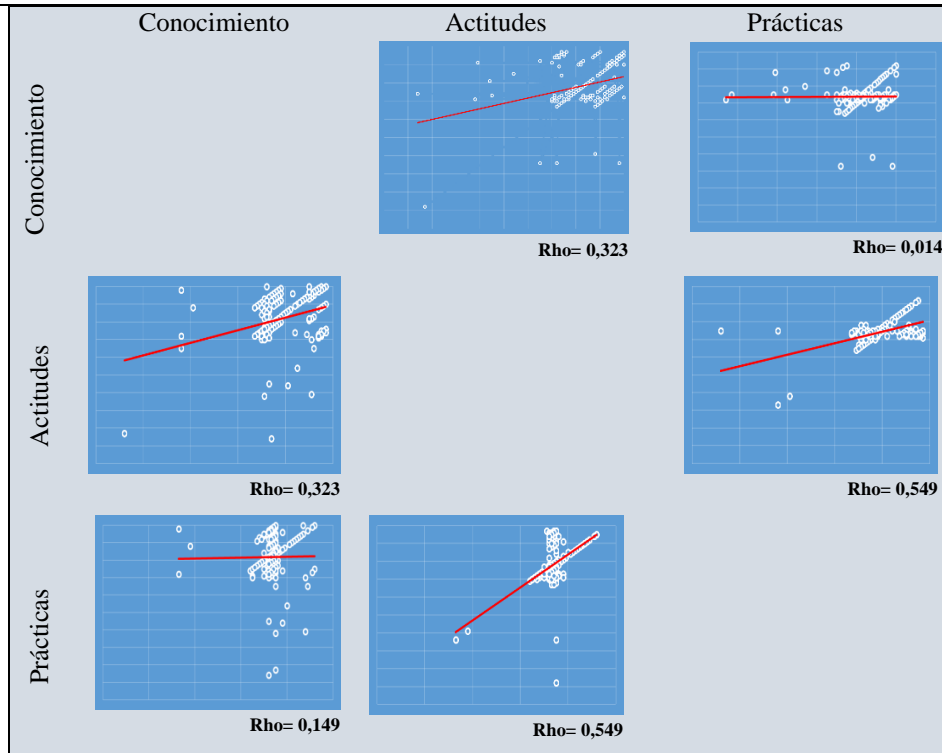 Conocimiento Actitudes Prácticas
Conocimiento
Rho= 0,323 Rho= 0,014
Actitudes
Rho= 0,323 Rho= 0,549
Prácticas
Rho= 0,149 Rho= 0,549